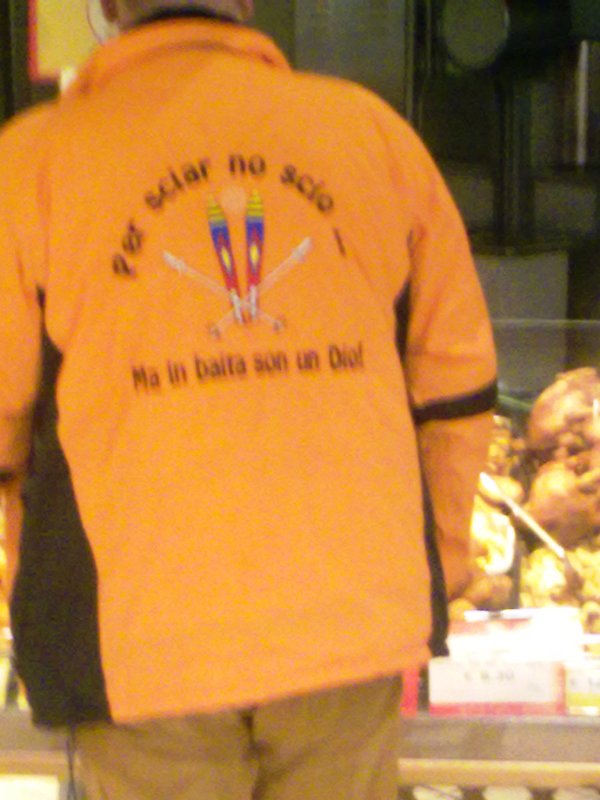 Per sciar no scio !
Ma in baita son un Dio!